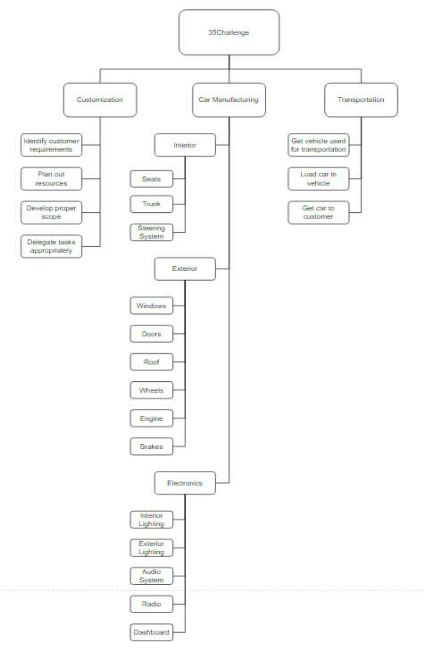 35Challenge
Customization
Car Manufacturing
Transportation
Identify customer
requirements
Plan out
resources
Develop proper
scope
Delegate tasks
appropriately
Interior
Seats
Trunk
Steering
System
Exterior
Windows
Doors
Roof
Wheels
Engine
Brakes
Electronics
Interior
Lighting
Exterior
Lighting
Audio
System
Radio
Dashboard
Get vehicle used
for transportation
Load car in
vehicle
Get car to
customer